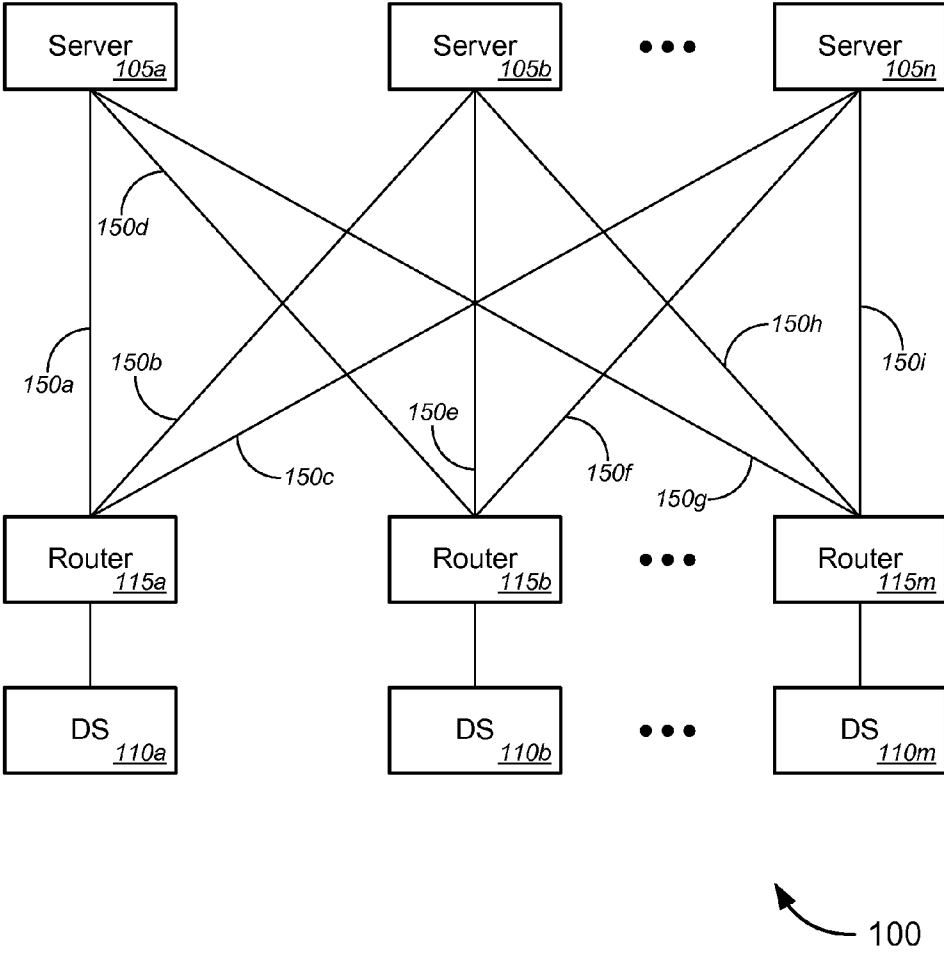 Server
105a
Server
105b
Server
105n
150d
150a
150b
150e
150h
150i
150c
150f
150g
Router
115a
Router
115b
Router
115m
DS
110a
DS
110b
DS
110m
100